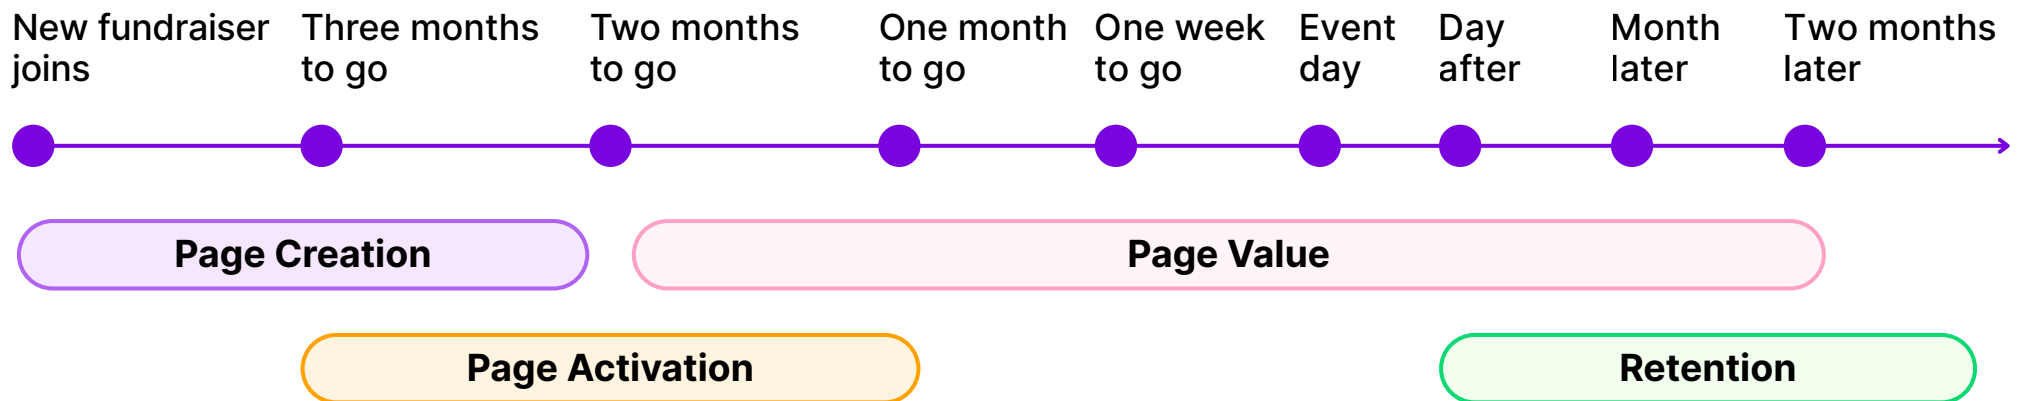 New fundraiser
joins
Three months
to go
Two months
to go
One month
to go
One week
to go
Event
day
Day
after
Month
later
Two months
later
Page Creation
Page Value
Page Activation
Retention